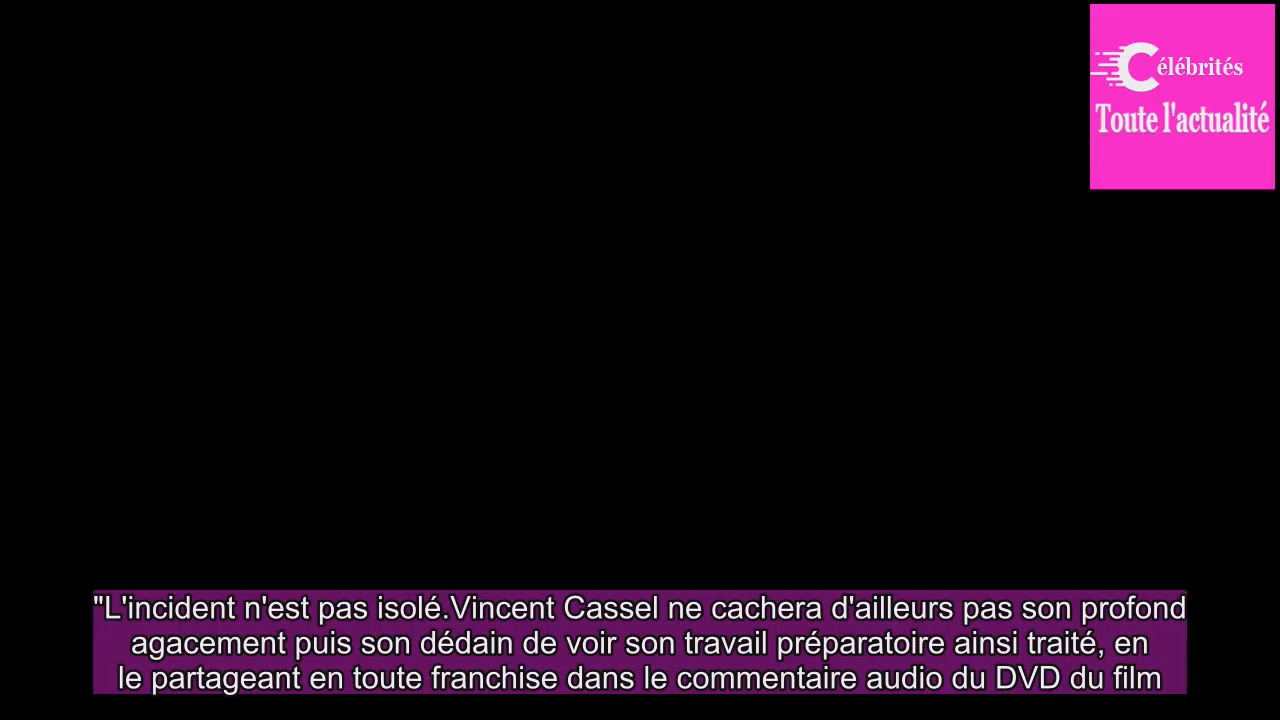 Célébrités
Toute l'actualité
"L'incident n'est pas isolé.Vincent Cassel ne cachera d'ailleurs pas son profond
agacement puis son dédain de voir son travail préparatoire ainsi traité, en
le partageant en toute franchise dans le commentaire audio du DVD du film